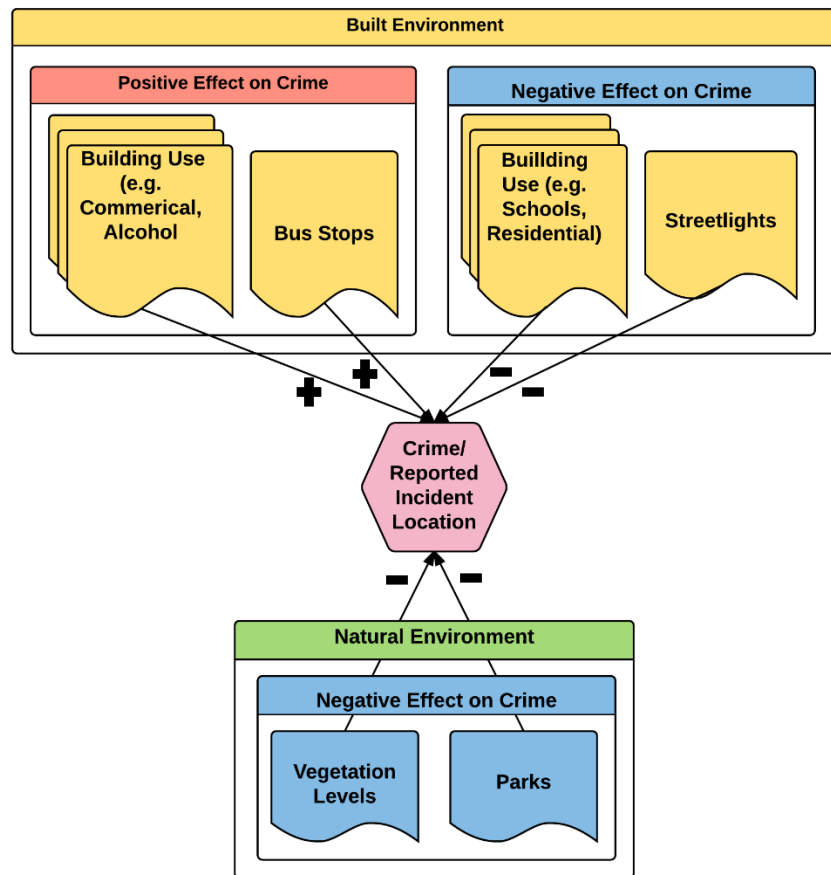 Built Environment
Positive Effect on Crime
Building Use
(e.g.
Commerical,
Alcohol
Bus Stops
Negative Effect on Crime
Buillding
Use (e.g.
Schools,
Residential)
Streetlights
+
+
-
-
Crime/
Reported
Incident
Location
-
-
Natural Environment
Negative Effect on Crime
Vegetation
Levels
Parks